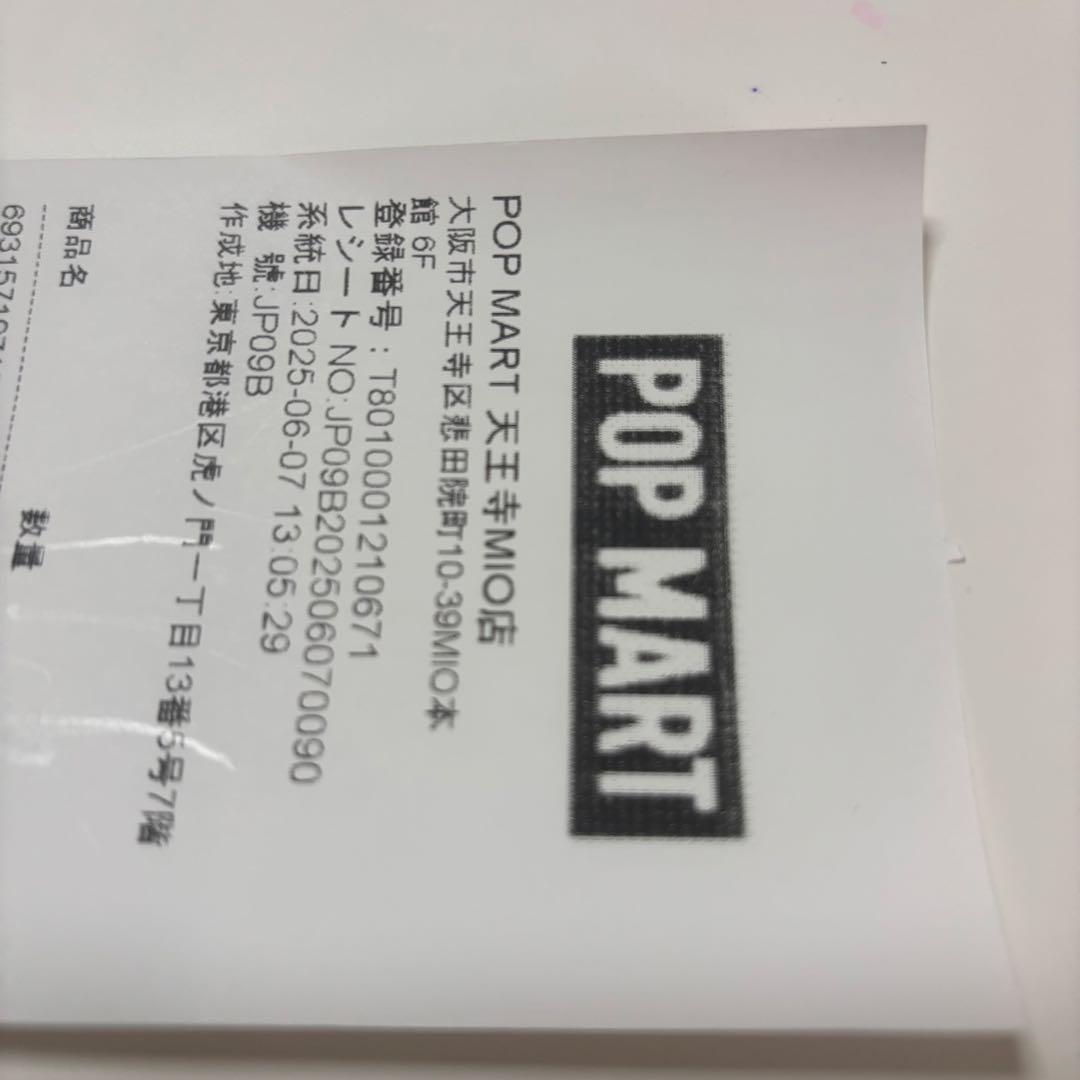 POP MART
POP MART 天王寺MIO店
大阪市天王寺区悲田院町10-39MIO本
館 6F
登録番号：T8010001210671
レシート NO:JP09B202506070090
系統日:2025-06-07 13:05:29
機 號:JP09B
作成地:東京都港区虎ノ門一丁目13番5号7階
商品名 数量